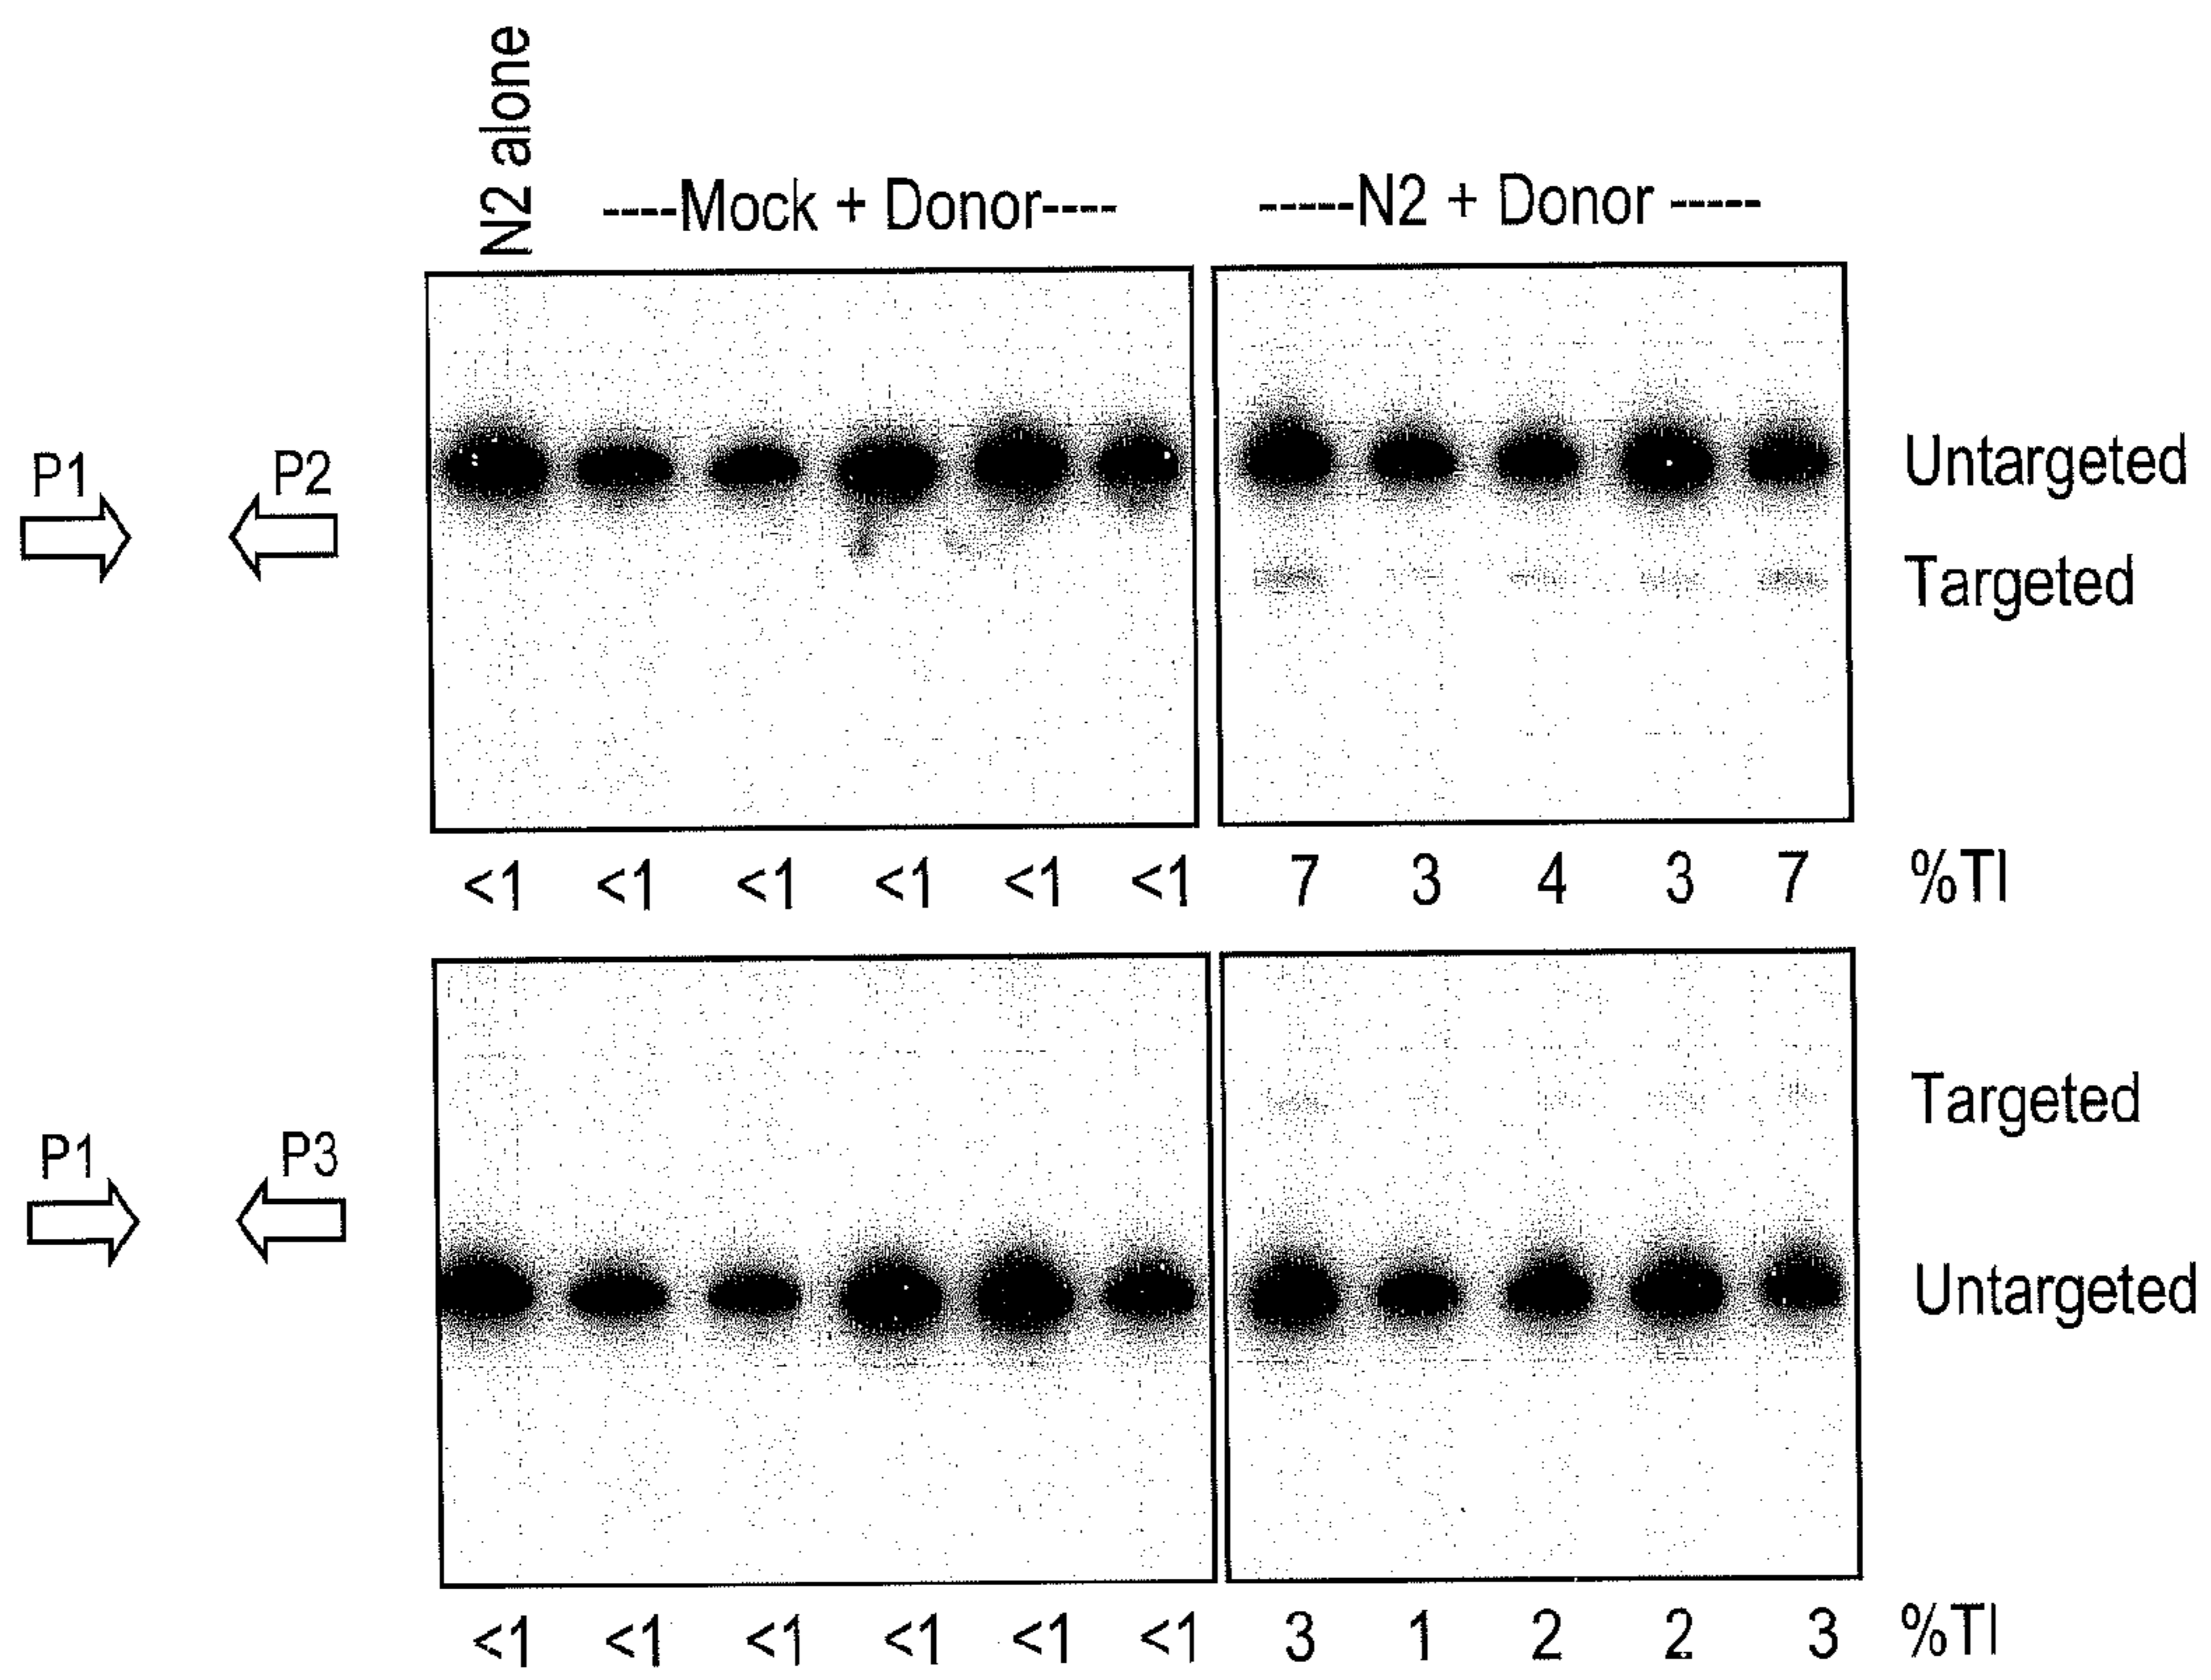 N2 alone
----Mock + Donor----
-----N2 + Donor -----
P1
P2
Untargeted
Targeted
<1 <1 <1 <1 <1 <1 7 3 4 3 7 %TI
P1
P3
Targeted
Untargeted
<1 <1 <1 <1 <1 <1 3 1 2 2 3 %TI